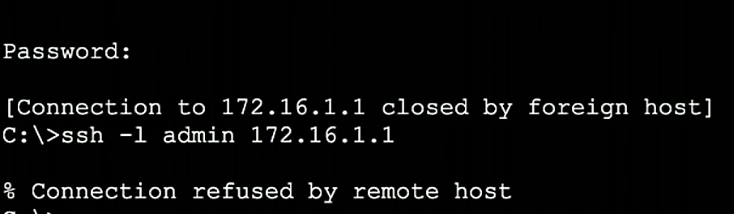 Password:
[Connection to 172.16.1.1 closed by foreign host]
C:\>ssh -l admin 172.16.1.1
% Connection refused by remote host